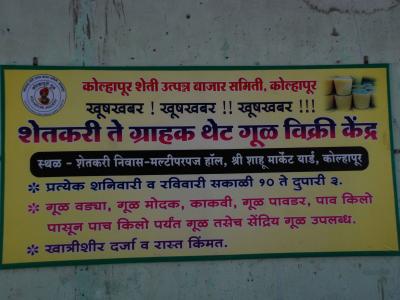 कोल्हापूर शेती उत्पन्न बाजार समिती, कोल्हापूर
खूषखबर ! खूषखबर !! खूषखबर !!!
शेतकरी ते ग्राहक थेट गूळ विक्री केंद्र
स्थळ - शेतकरी निवास-मल्टीपरपज हॉल, श्री शाहू मार्केट यार्ड, कोल्हापूर
* प्रत्येक शनिवारी व रविवारी सकाळी १० ते दुपारी ३.
* गूळ वड्या, गूळ मोदक, काकवी, गूळ पावडर, पाव किलो
पासून पाच किलो पर्यंत गूळ तसेच सेंद्रिय गूळ उपलब्ध.
* खात्रीशीर दर्जा व रास्त किंमत.